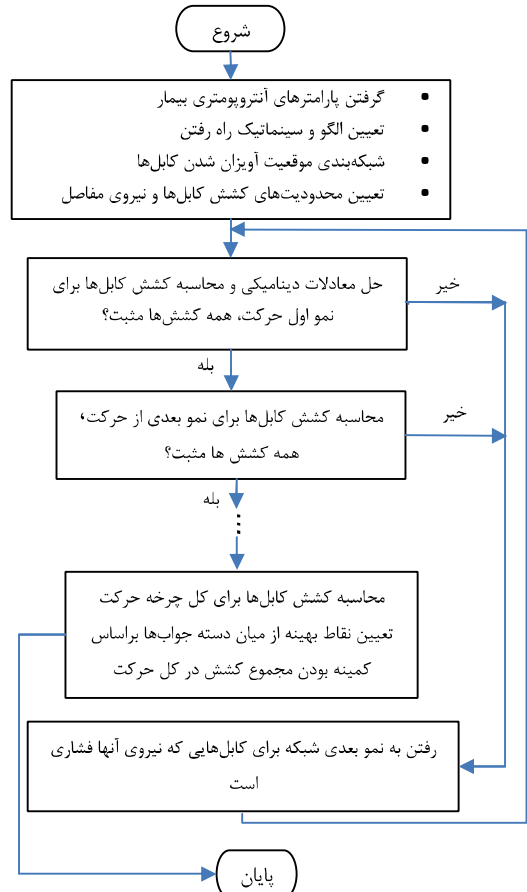 شروع
▪ گرفتن پارامترهای آنتروپومتری بیمار
▪ تعیین الگو و سینماتیک راه رفتن
▪ شبکه‌بندی موقعیت آویزان شدن کابل‌ها
▪ تعیین محدودیت‌های کشش کابل‌ها و نیروی مفاصل
حل معادلات دینامیکی و محاسبه کشش کابل‌ها برای
نمو اول حرکت، همه کشش‌ها مثبت؟
خیر
بله
محاسبه کشش کابل‌ها برای نمو بعدی از حرکت،
همه کشش ها مثبت؟
خیر
بله
...
محاسبه کشش کابل‌ها برای کل چرخه حرکت
تعیین نقاط بهینه از میان دسته جواب‌ها براساس
کمینه بودن مجموع کشش در کل حرکت
رفتن به نمو بعدی شبکه برای کابل‌هایی که نیروی آنها فشاری
است
پایان